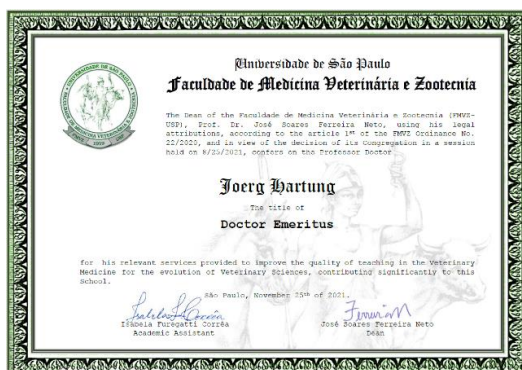 UNIVERSIDADE DE SÃO PAULO
Universidade de São Paulo
Faculdade de Medicina Veterinária e Zootecnia
The Dean of the Faculdade de Medicina Veterinária e Zootecnia (FMVZ-
USP), Prof. Dr. José Soares Ferreira Neto, using his legal
attributions, according to the article 1st of the FMVZ Ordinance No.
22/2020, and in view of the decision of its Congregation in a session
held on 8/25/2021, confers on the Professor Doctor
Joerg Hartung
The title of
Doctor Emeritus
for his relevant services provided to improve the quality of teaching in the Veterinary
Medicine for the evolution of Veterinary Sciences, contributing significantly to this
School.
São Paulo, November 25th of 2021.
Isabela Furegatti Corrêa
José Soares Ferreira Neto
Academic Assistant
Dean